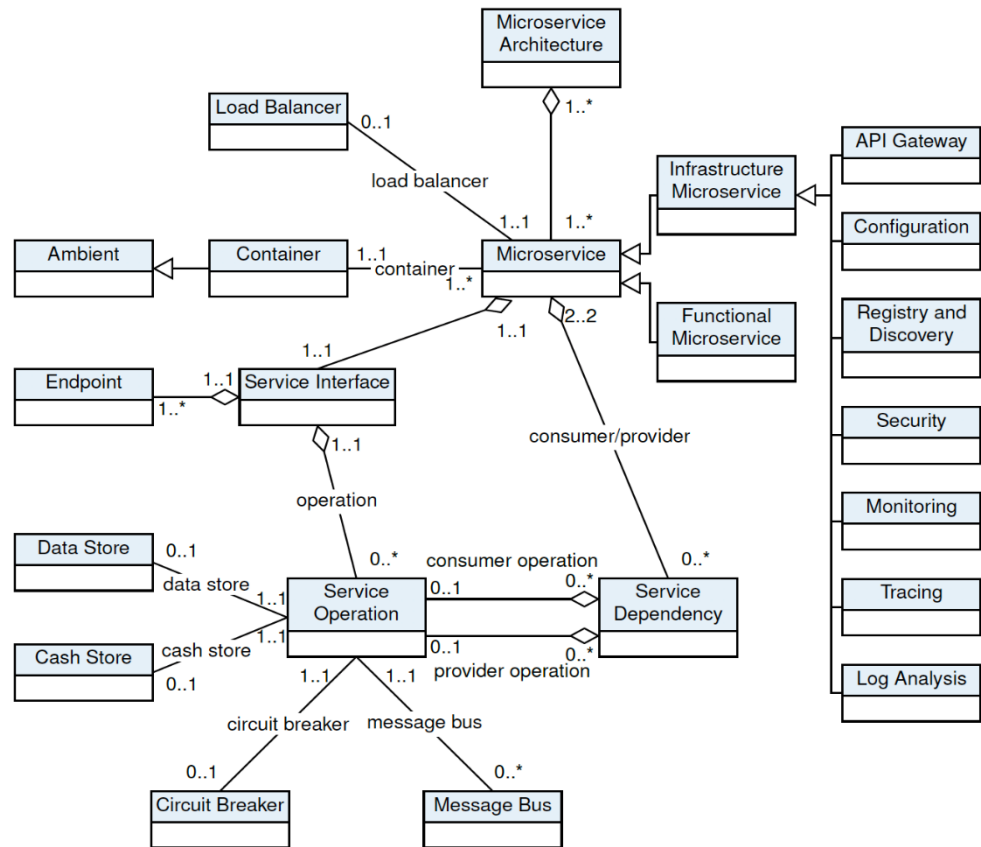 Microservice
Architecture
1..*
Load Balancer
0..1
API Gateway
load balancer
Infrastructure
Microservice
1..1
1..*
Configuration
Ambient
Container
1..1
container
1..*
Microservice
1..1
2..2
Functional
Microservice
Registry and
Discovery
1..1
Endpoint
1..*
1..1
Service Interface
1..1
Security
consumer/provider
operation
Monitoring
Data Store
0..1
data store
1..1
0..*
consumer operation
0..*
Service
Operation
0..1
0..*
Service
Dependency
Tracing
1..1
cash store
Cash Store
0..1
0..1
0..*
provider operation
Log Analysis
1..1
1..1
circuit breaker
message bus
0..1
0..*
Circuit Breaker
Message Bus